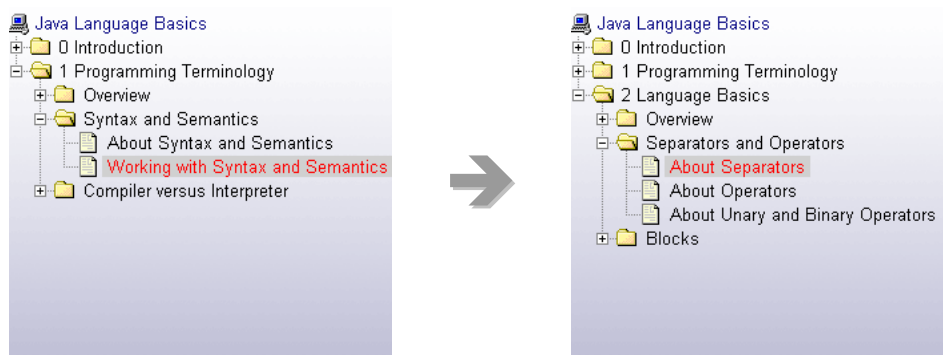 Java Language Basics
0 Introduction
1 Programming Terminology
Overview
Syntax and Semantics
About Syntax and Semantics
Working with Syntax and Semantics
Compiler versus Interpreter
Java Language Basics
0 Introduction
1 Programming Terminology
2 Language Basics
Overview
Separators and Operators
About Separators
About Operators
About Unary and Binary Operators
Blocks